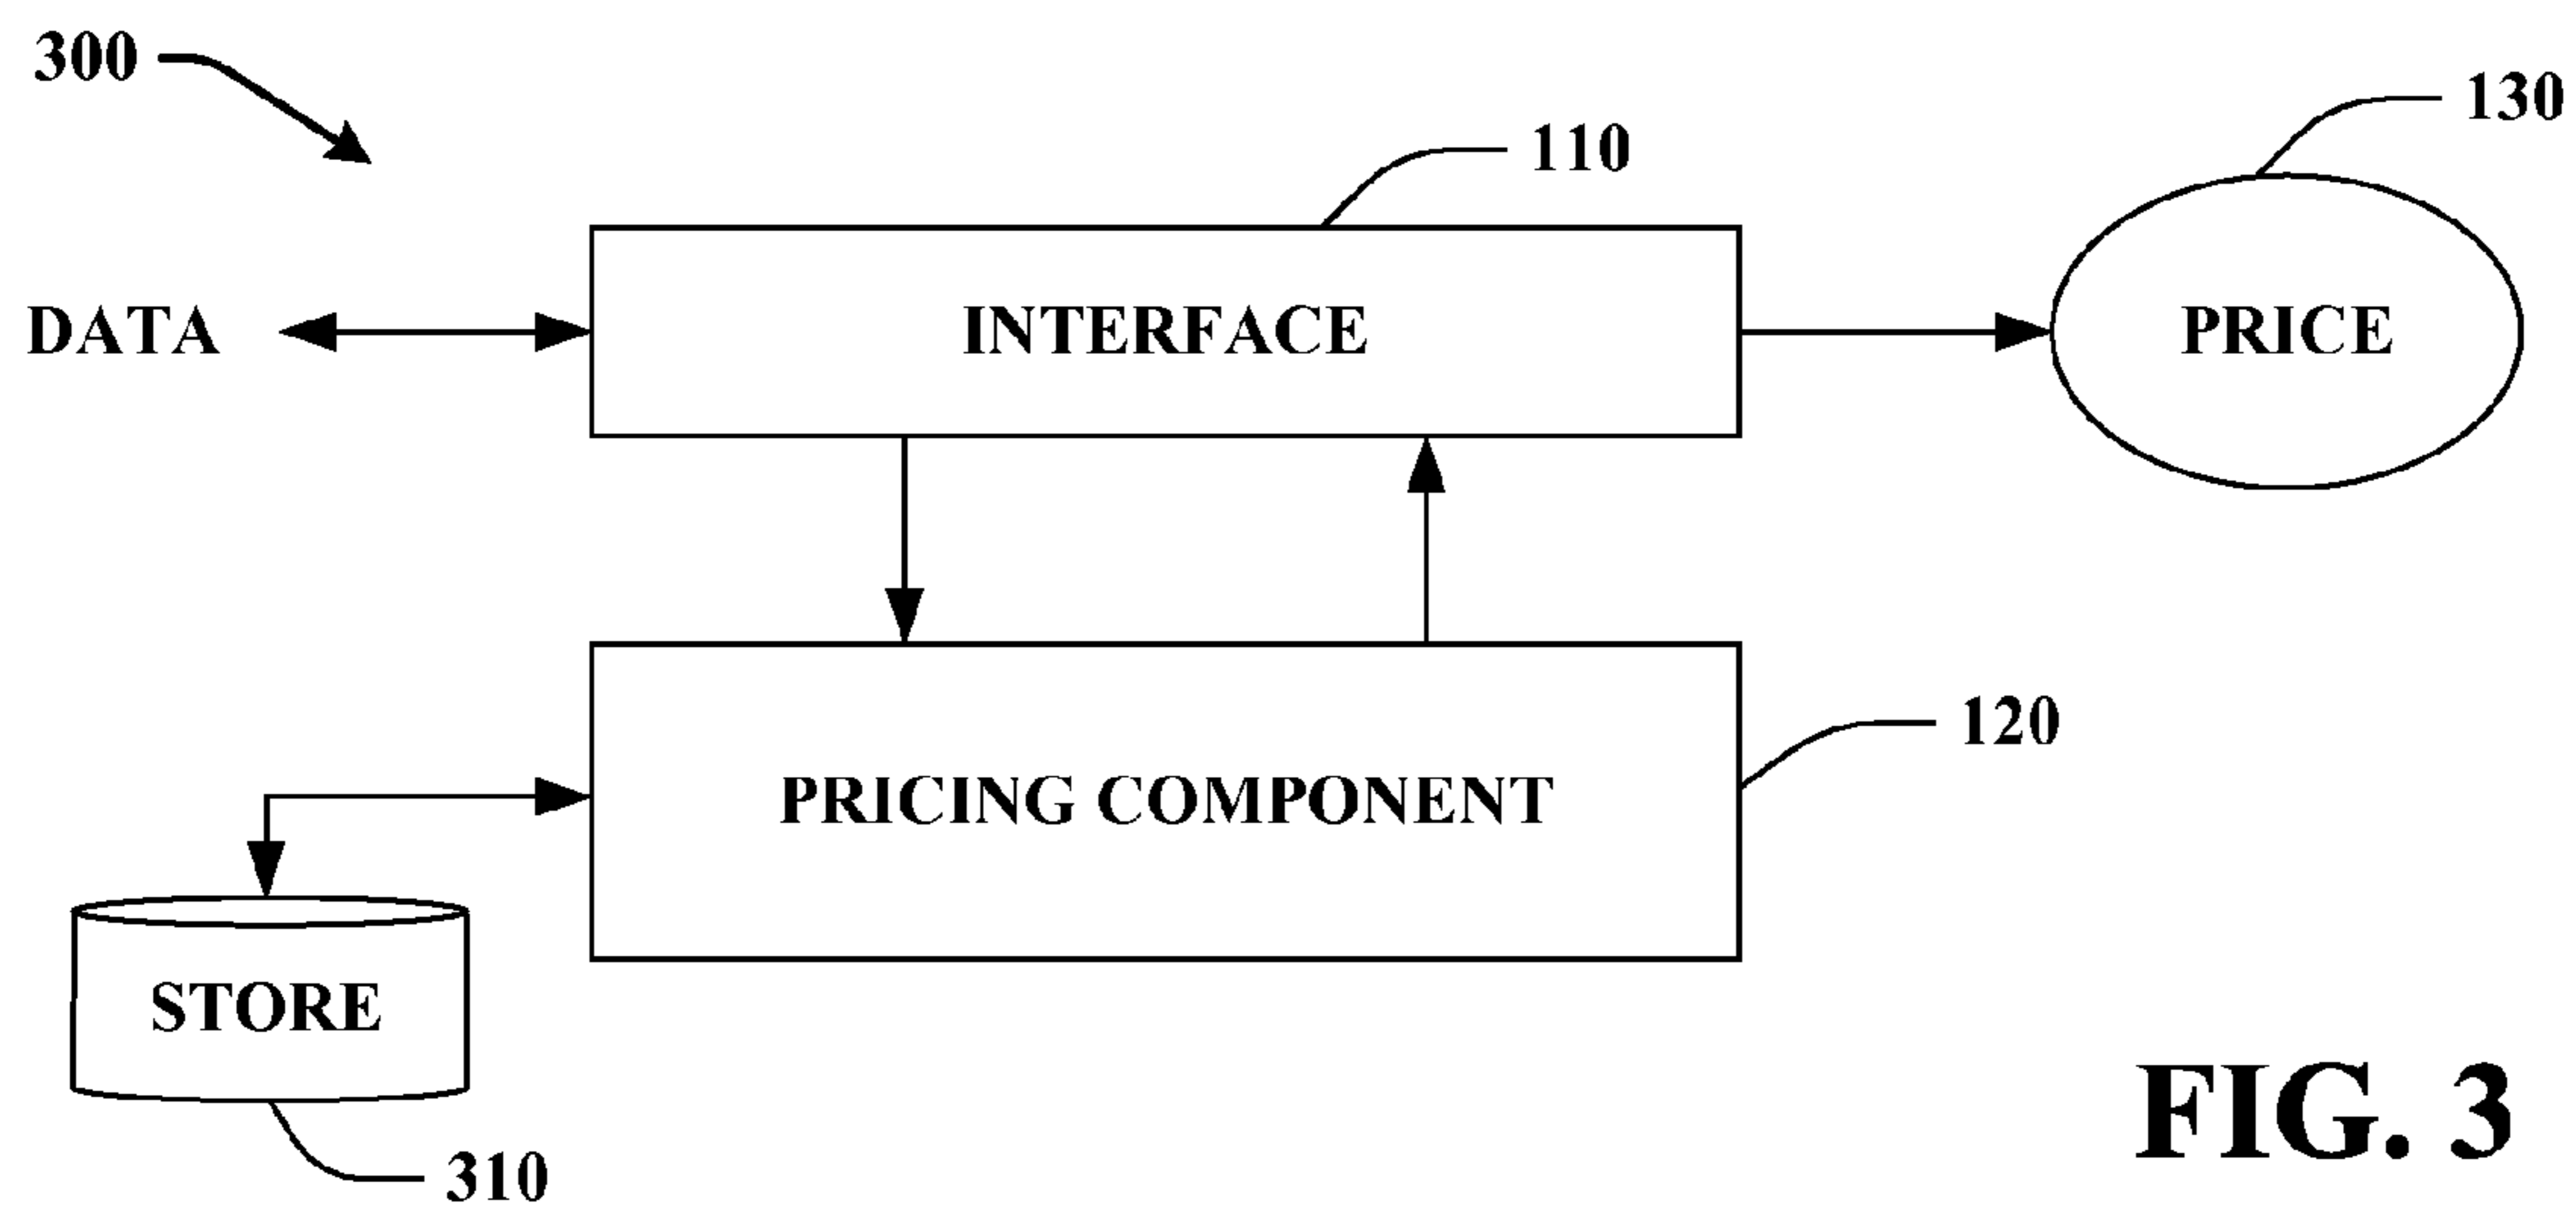 300
130
110
DATA
INTERFACE
PRICE
120
PRICING COMPONENT
STORE
310
FIG. 3